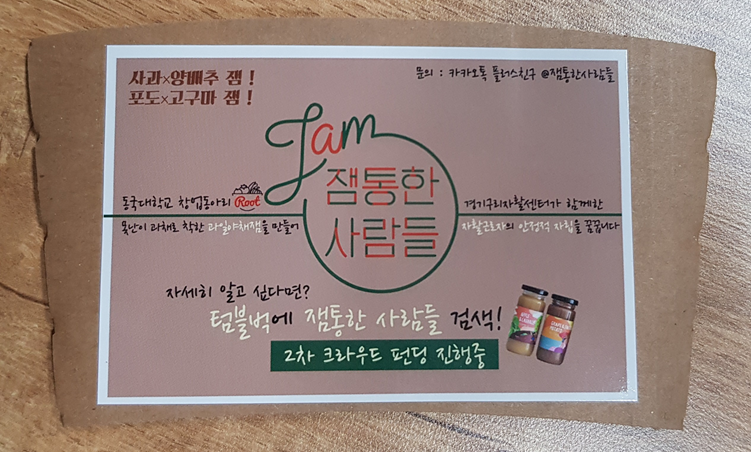 사과x양배추 잼!
포도x고구마 잼!
문의 : 카카오톡 플러스친구 @잼통한사람들
Jam
잼통한
사람들
동국대학교 창업동아리 Root
못난이 과채로 착한 과일야채잼을 만들어
경기구리자활센터가 함께한
자활근로자의 안정적 자립을 꿈꿉니다
자세히 알고 싶다면?
텀블벅에 잼통한 사람들 검색!
2차 크라우드 펀딩 진행중